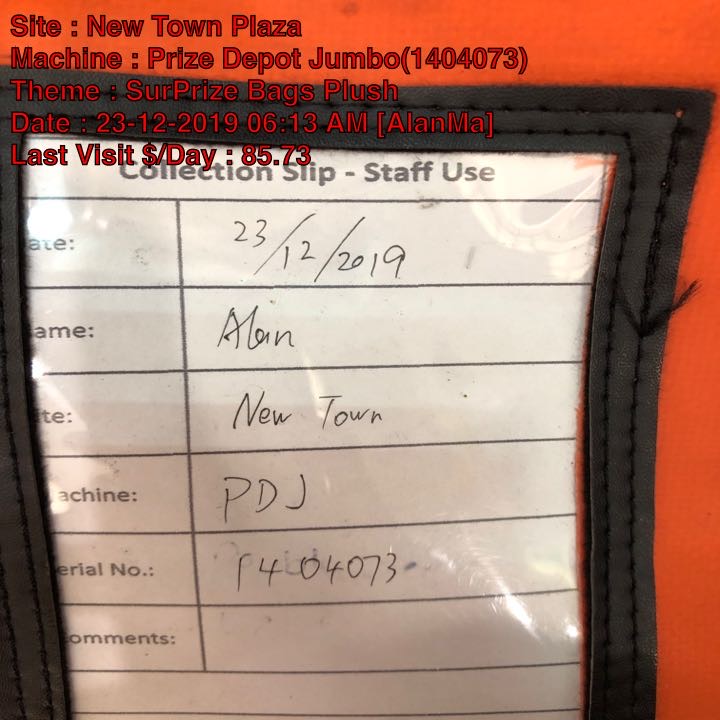 Site : New Town Plaza
Machine : Prize Depot Jumbo(1404073)
Theme : SurPrize Bags Plush
Date : 23-12-2019 06:13 AM [AlanMa]
Last Visit $/Day : 85.73
Collection Slip - Staff Use
ate: 23/12/2019
ame: Alan
te: New Town
achine: PDJ
erial No.: 1404073
omments: